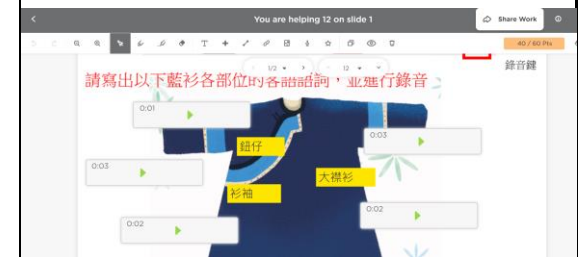 You are helping 12 on slide 1
Share Work
40 / 60 Pts
1/2
12
錄音鍵
請寫出以下藍衫各部位的客語語詞,並進行錄音
0:01
鈕仔
0:03
0:03
大襟衫
衫袖
0:02
0:02